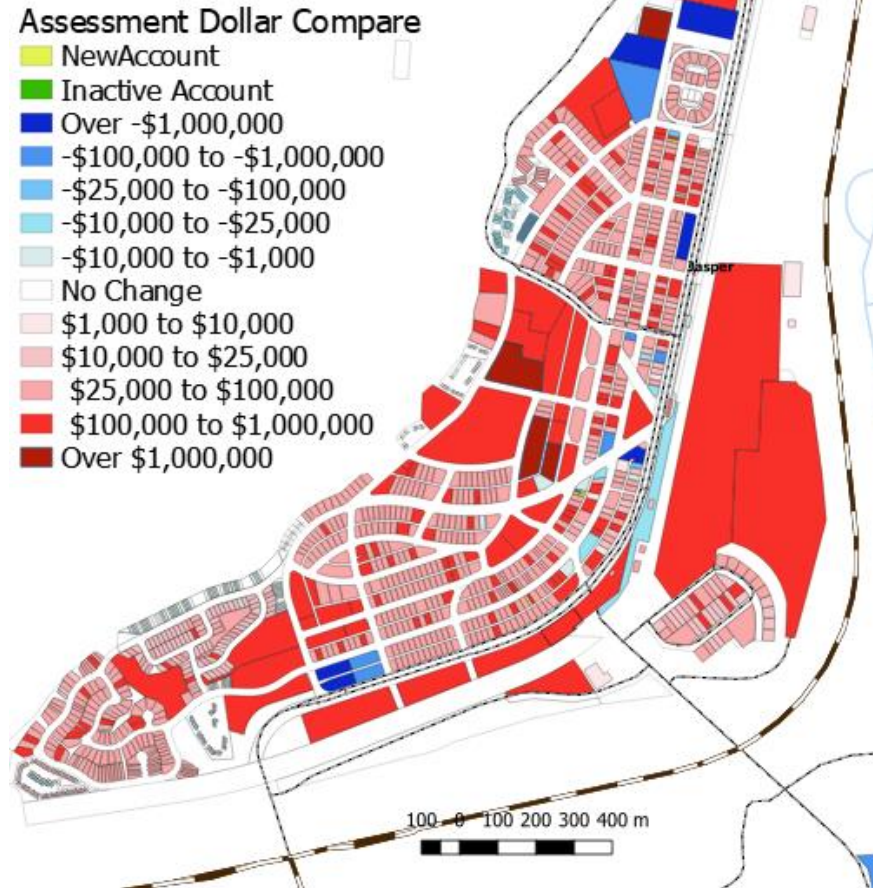 Assessment Dollar Compare
NewAccount
Inactive Account
Over -$1,000,000
-$100,000 to -$1,000,000
-$25,000 to -$100,000
-$10,000 to -$25,000
-$10,000 to -$1,000
No Change
$1,000 to $10,000
$10,000 to $25,000
$25,000 to $100,000
$100,000 to $1,000,000
Over $1,000,000
Jasper
100 0 100 200 300 400 m